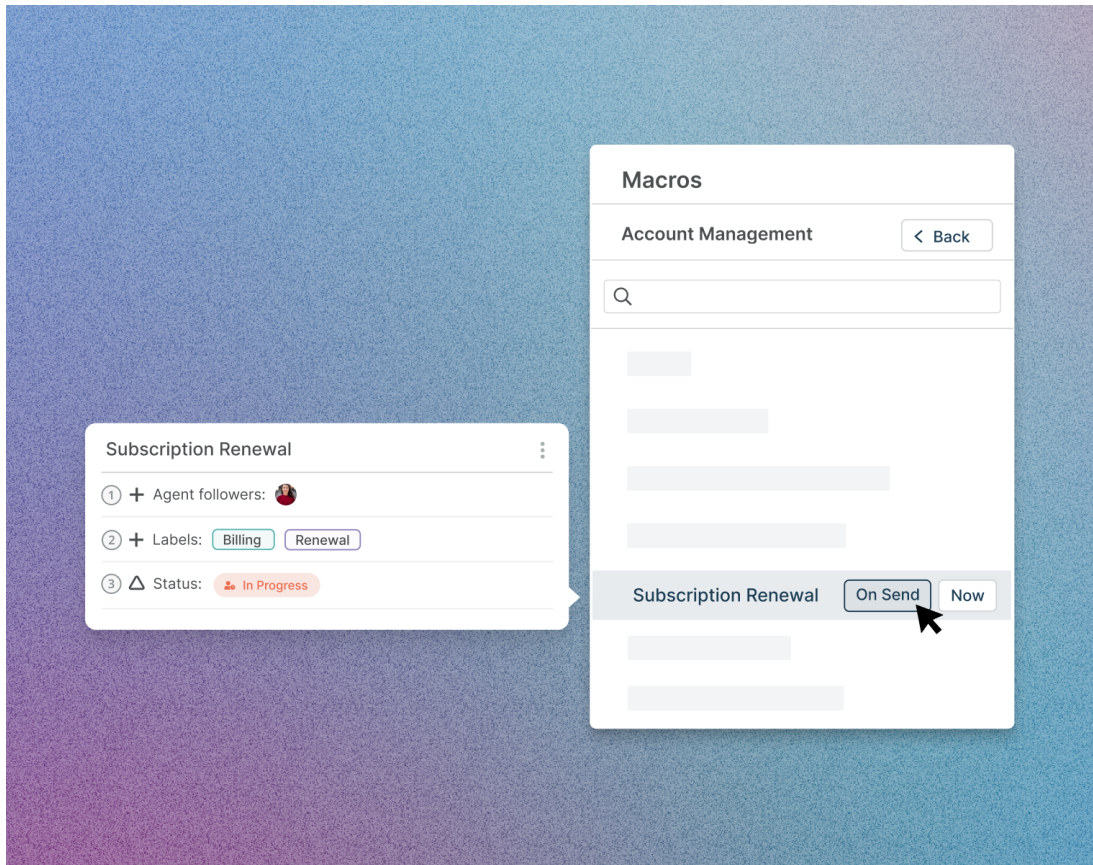 Macros
Account Management
Back
Subscription Renewal
1 Agent followers:
2 Labels: Billing Renewal
3 Status: In Progress
Subscription Renewal On Send Now